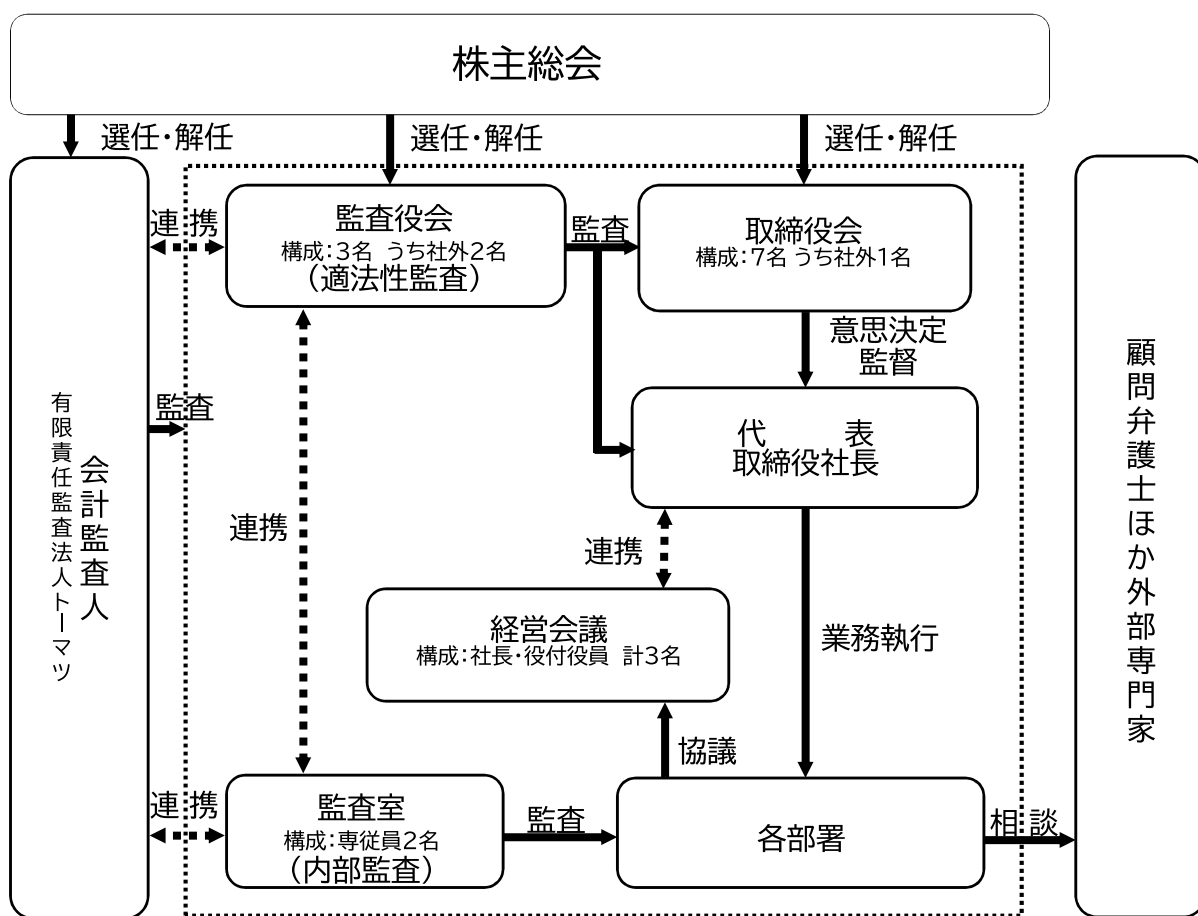 株主総会
選任・解任
選任・解任
選任・解任
連携
監査役会
構成：3名 うち社外2名
（適法性監査）
監査
取締役会
構成：7名 うち社外1名
意思決定
監督
監査
会計監査人
有限責任監査法人トーマツ
代 表
取締役社長
連携
連携
経営会議
構成：社長・役付役員 計3名
業務執行
協議
連携
監査室
構成：専従員2名
（内部監査）
監査
各部署
相談
顧問弁護士ほか外部専門家